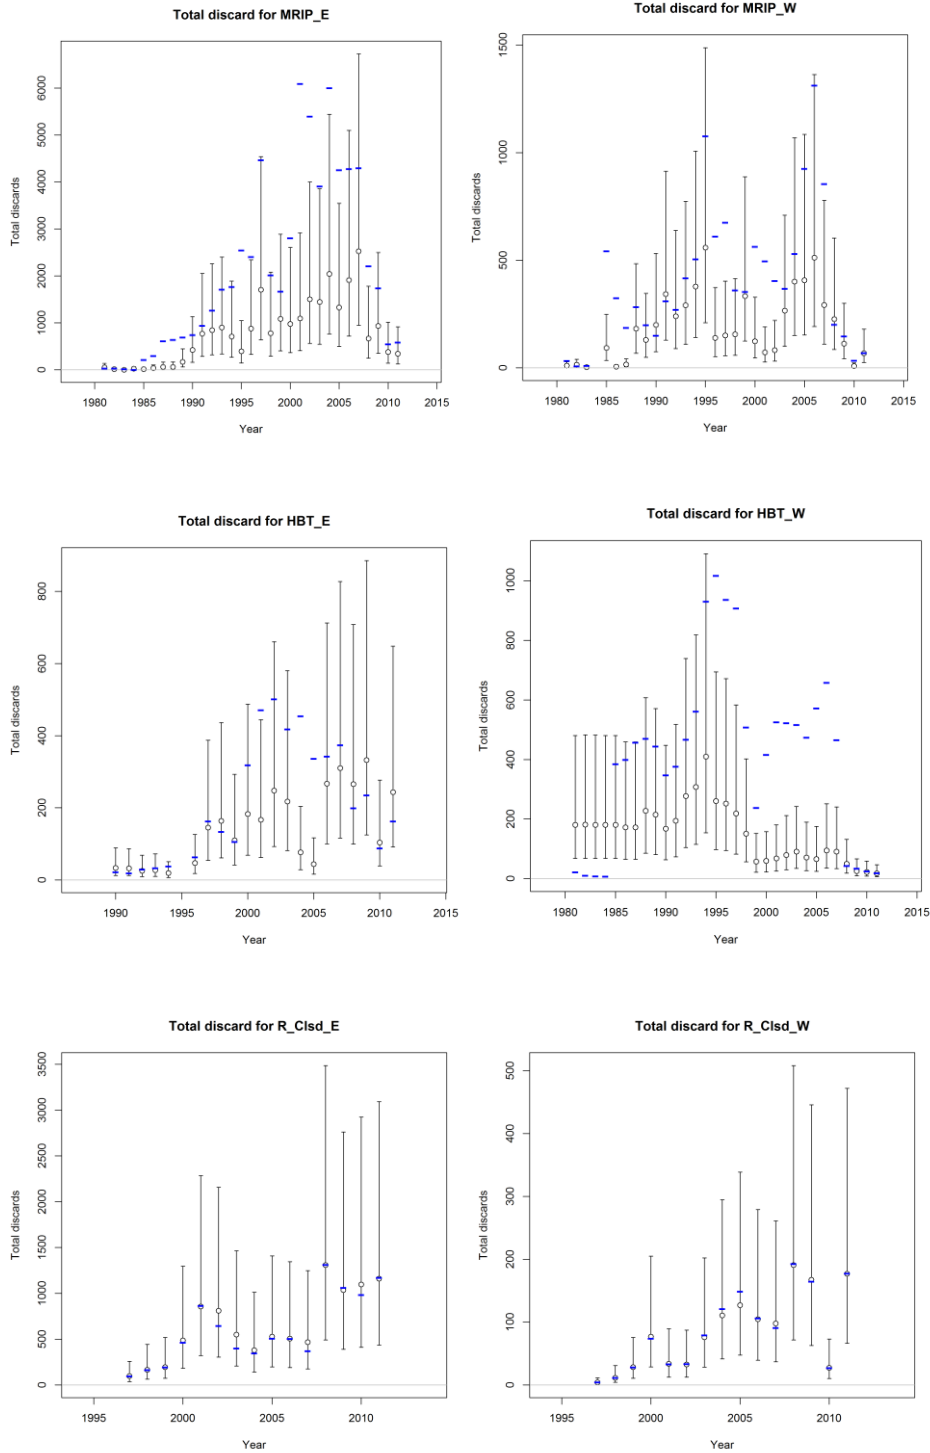 Total discard for MRIP_E
Total discards
0 1000 2000 3000 4000 5000 6000
1980 1985 1990 1995 2000 2005 2010 2015
Year
Total discard for MRIP_W
Total discards
0 500 1000 1500
1980 1985 1990 1995 2000 2005 2010 2015
Year
Total discard for HBT_E
Total discards
0 200 400 600 800
1990 1995 2000 2005 2010 2015
Year
Total discard for HBT_W
Total discards
0 200 400 600 800 1000
1980 1985 1990 1995 2000 2005 2010 2015
Year
Total discard for R_Clsd_E
Total discards
0 500 1000 1500 2000 2500 3000 3500
1995 2000 2005 2010
Year
Total discard for R_Clsd_W
Total discards
0 100 200 300 400 500
1995 2000 2005 2010
Year